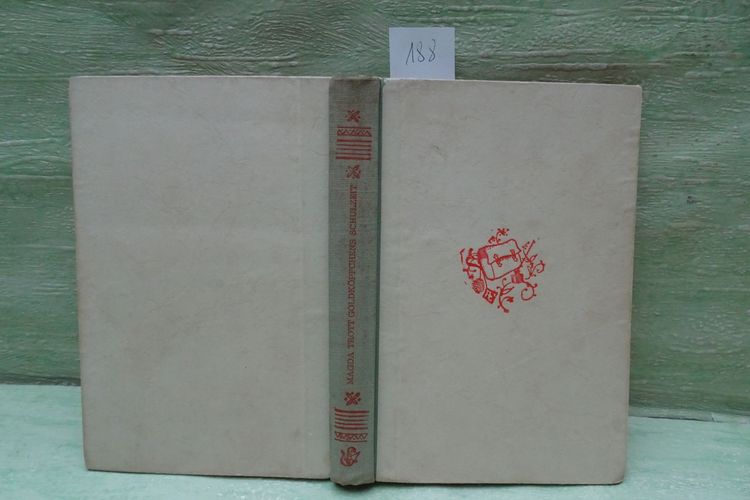 188
MAGDA TROTT GOLDKÖPFCHENS SCHULZEIT